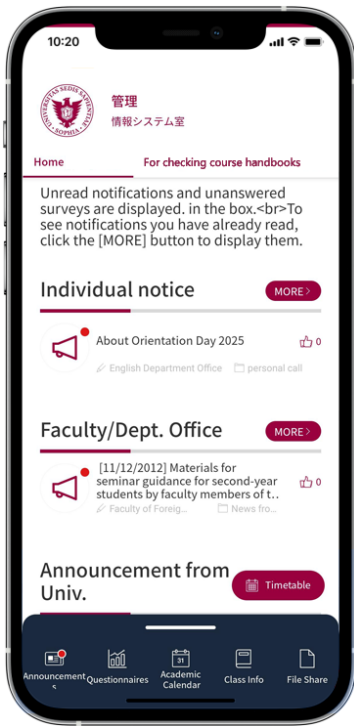 10:20
UNIVERSITAS SEDIS SAPIENTIAE
·SOPHIA·
管理
情報システム室
Home
For checking course handbooks
Unread notifications and unanswered
surveys are displayed. in the box.<br>To
see notifications you have already read,
click the [MORE] button to display them.
Individual notice
MORE >
About Orientation Day 2025
0
English Department Office
personal call
Faculty/Dept. Office
MORE >
[11/12/2012] Materials for
seminar guidance for second-year
students by faculty members of t..
0
Faculty of Foreig...
News fro...
Announcement from
Univ.
Timetable
31
Announcement
s
Questionnaires
Academic
Calendar
Class Info
File Share